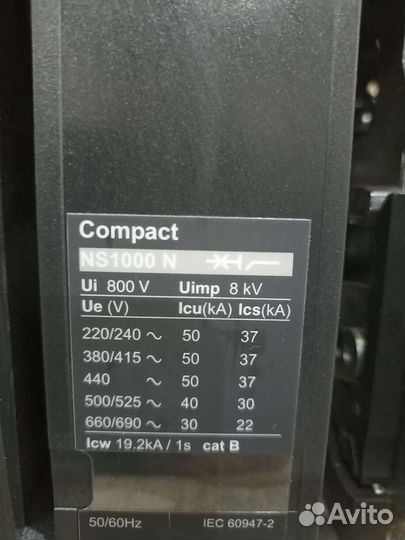 Compact
NS1000 N
Ui 800 V Uimp 8 kV
Ue (V) Icu(kA) Ics(kA)
220/240 ~ 50 37
380/415 ~ 50 37
440 ~ 50 37
500/525 ~ 40 30
660/690 ~ 30 22
Icw 19.2kA / 1s cat B
50/60Hz IEC 60947-2
Avito